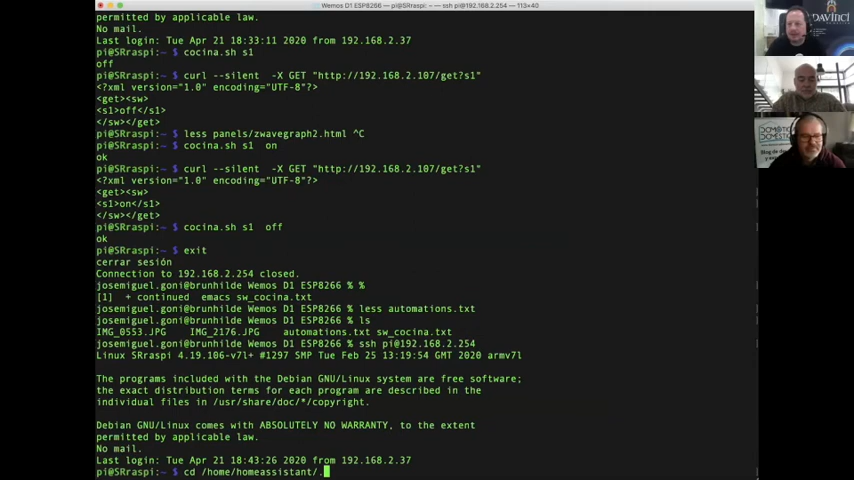 Wemos D1 ESP8266 — pi@SRraspi: ~ — ssh pi@192.168.2.254 — 113×40
permitted by applicable law.
No mail.
Last login: Tue Apr 21 18:33:11 2020 from 192.168.2.37
pi@SRraspi:~ $ cocina.sh s1
off
pi@SRraspi:~ $ curl --silent  -X GET "http://192.168.2.107/get?s1"
<?xml version="1.0" encoding="UTF-8"?>
<get><sw>
<s1>off</s1>
</sw></get>
pi@SRraspi:~ $ less panels/zwavegraph2.html ^C
pi@SRraspi:~ $ cocina.sh s1  on
ok
pi@SRraspi:~ $ curl --silent  -X GET "http://192.168.2.107/get?s1"
<?xml version="1.0" encoding="UTF-8"?>
<get><sw>
<s1>on</s1>
</sw></get>
pi@SRraspi:~ $ cocina.sh s1  off
ok
pi@SRraspi:~ $ exit
cerrar sesión
Connection to 192.168.2.254 closed.
josemiguel.goni@brunhilde Wemos D1 ESP8266 % %
[1]  + continued  emacs sw_cocina.txt
josemiguel.goni@brunhilde Wemos D1 ESP8266 % less automations.txt
josemiguel.goni@brunhilde Wemos D1 ESP8266 % ls
IMG_0553.JPG    IMG_2176.JPG    automations.txt sw_cocina.txt
josemiguel.goni@brunhilde Wemos D1 ESP8266 % ssh pi@192.168.2.254
Linux SRraspi 4.19.106-v7l+ #1297 SMP Tue Feb 25 13:19:54 GMT 2020 armv7l
The programs included with the Debian GNU/Linux system are free software;
the exact distribution terms for each program are described in the
individual files in /usr/share/doc/*/copyright.
Debian GNU/Linux comes with ABSOLUTELY NO WARRANTY, to the extent
permitted by applicable law.
No mail.
Last login: Tue Apr 21 18:43:26 2020 from 192.168.2.37
pi@SRraspi:~ $ cd /home/homeassistant/.
DAVINCI
DOMÓTICA
DOMÉSTICA
Blog de